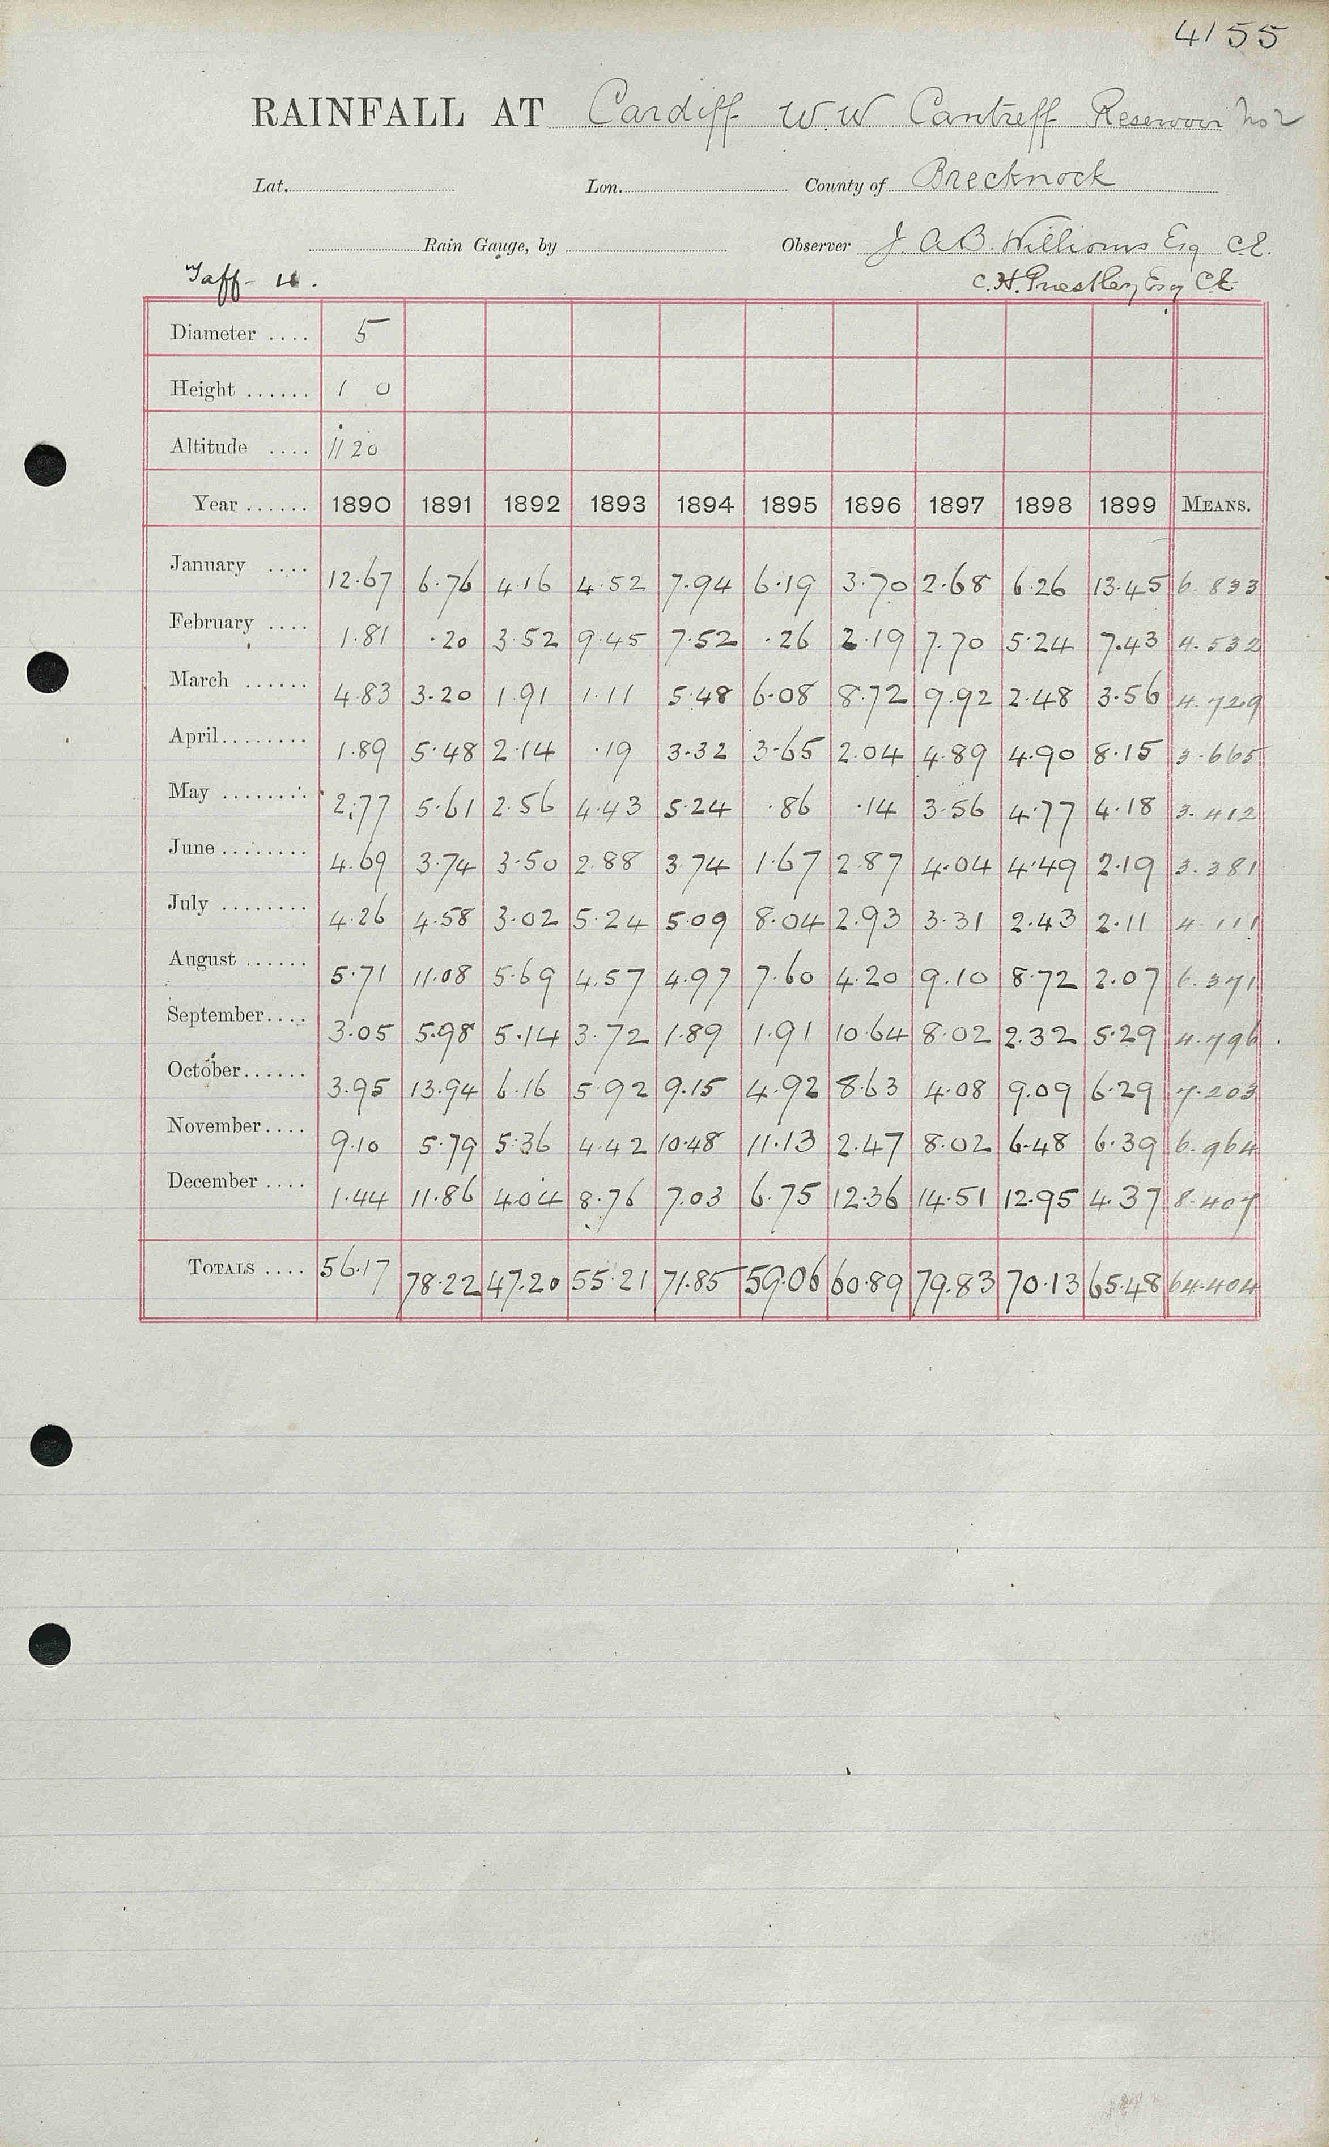 4155
RAINFALL AT Cardiff W.W Cantreff Reservoir No 2
Lat. Lon. County of Brecknock
Rain Gauge, by Observer J. A. B. Williams Esq C.E.
Taff - 4. C. H. Priestley Esq C.E.
Diameter .... 5
Height ...... 1 0
Altitude .... 1120
Year ...... 1890 1891 1892 1893 1894 1895 1896 1897 1898 1899 MEANS.
January .... 12.67 6.76 4.16 4.52 7.94 6.19 3.70 2.68 6.26 13.45 6.833
February .... 1.81 .20 3.52 9.45 7.52 .26 2.19 7.70 5.24 7.43 4.532
March ...... 4.83 3.20 1.91 1.11 5.48 6.08 8.72 9.92 2.48 3.56 4.729
April........ 1.89 5.48 2.14 .19 3.32 3.65 2.04 4.89 4.90 8.15 3.665
May ........ 2.77 5.61 2.56 4.43 5.24 .86 .14 3.56 4.77 4.18 3.412
June ........ 4.69 3.74 3.50 2.88 3.74 1.67 2.87 4.04 4.49 2.19 3.381
July ........ 4.26 4.58 3.02 5.24 5.09 8.04 2.93 3.31 2.43 2.11 4.111
August ...... 5.71 11.08 5.69 4.57 4.97 7.60 4.20 9.10 8.72 2.07 6.371
September.... 3.05 5.98 5.14 3.72 1.89 1.91 10.64 8.02 2.32 5.29 4.796
October...... 3.95 13.94 6.16 5.92 9.15 4.92 8.63 4.08 9.09 6.29 7.203
November.... 9.10 5.79 5.36 4.42 10.48 11.13 2.47 8.02 6.48 6.39 6.964
December .... 1.44 11.86 4.04 8.76 7.03 6.75 12.36 14.51 12.95 4.37 8.407
TOTALS .... 56.17 78.22 47.20 55.21 71.85 59.06 60.89 79.83 70.13 65.48 64.404